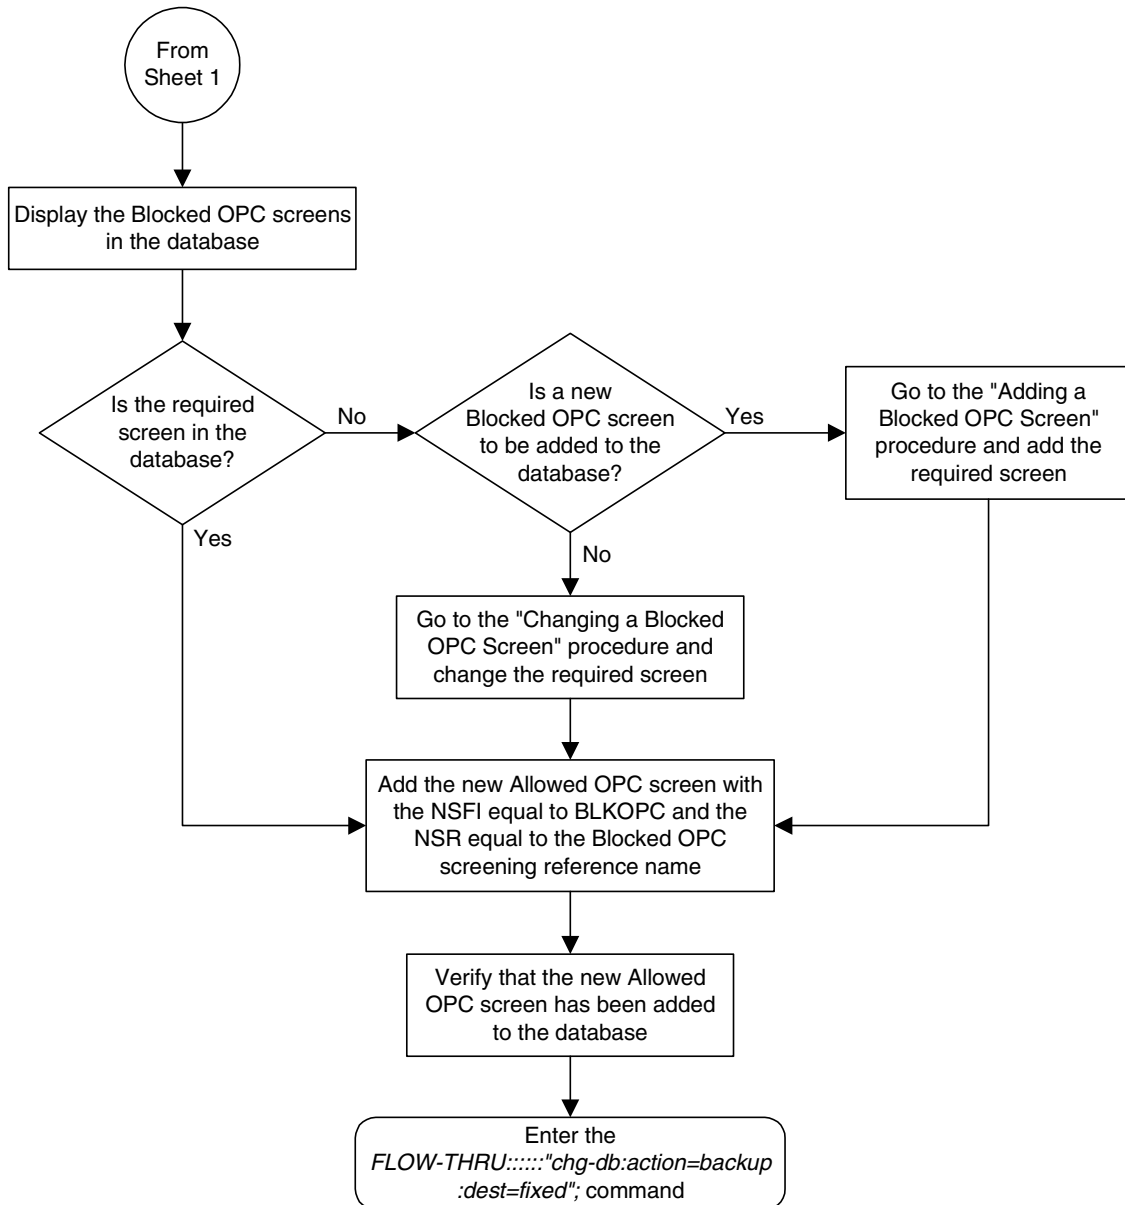 From
Sheet 1
Display the Blocked OPC screens
in the database
Is the required
screen in the
database?
No
Yes
Is a new
Blocked OPC screen
to be added to the
database?
Yes
No
Go to the "Adding a
Blocked OPC Screen"
procedure and add the
required screen
Go to the "Changing a Blocked
OPC Screen" procedure and
change the required screen
Add the new Allowed OPC screen with
the NSFI equal to BLKOPC and the
NSR equal to the Blocked OPC
screening reference name
Verify that the new Allowed
OPC screen has been added
to the database
Enter the
FLOW-THRU::::::"chg-db:action=backup
:dest=fixed"; command